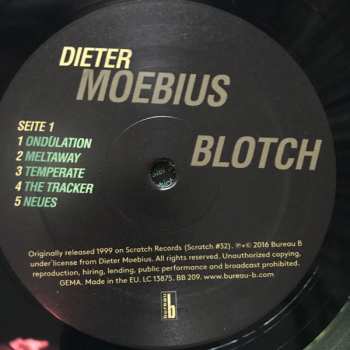 DIETER
MOEBIUS
BLOTCH
SEITE 1
1 ONDULATION
2 MELTAWAY
3 TEMPERATE
4 THE TRACKER
5 NEUES
Originally released 1999 on Scratch Records (Scratch #32). ℗+© 2016 Bureau B
under license from Dieter Moebius. All rights reserved. Unauthorized copying,
reproduction, hiring, lending, public performance and broadcast prohibited.
GEMA. Made in the EU. LC 13875. BB 209. www.bureau-b.com
bureau
b